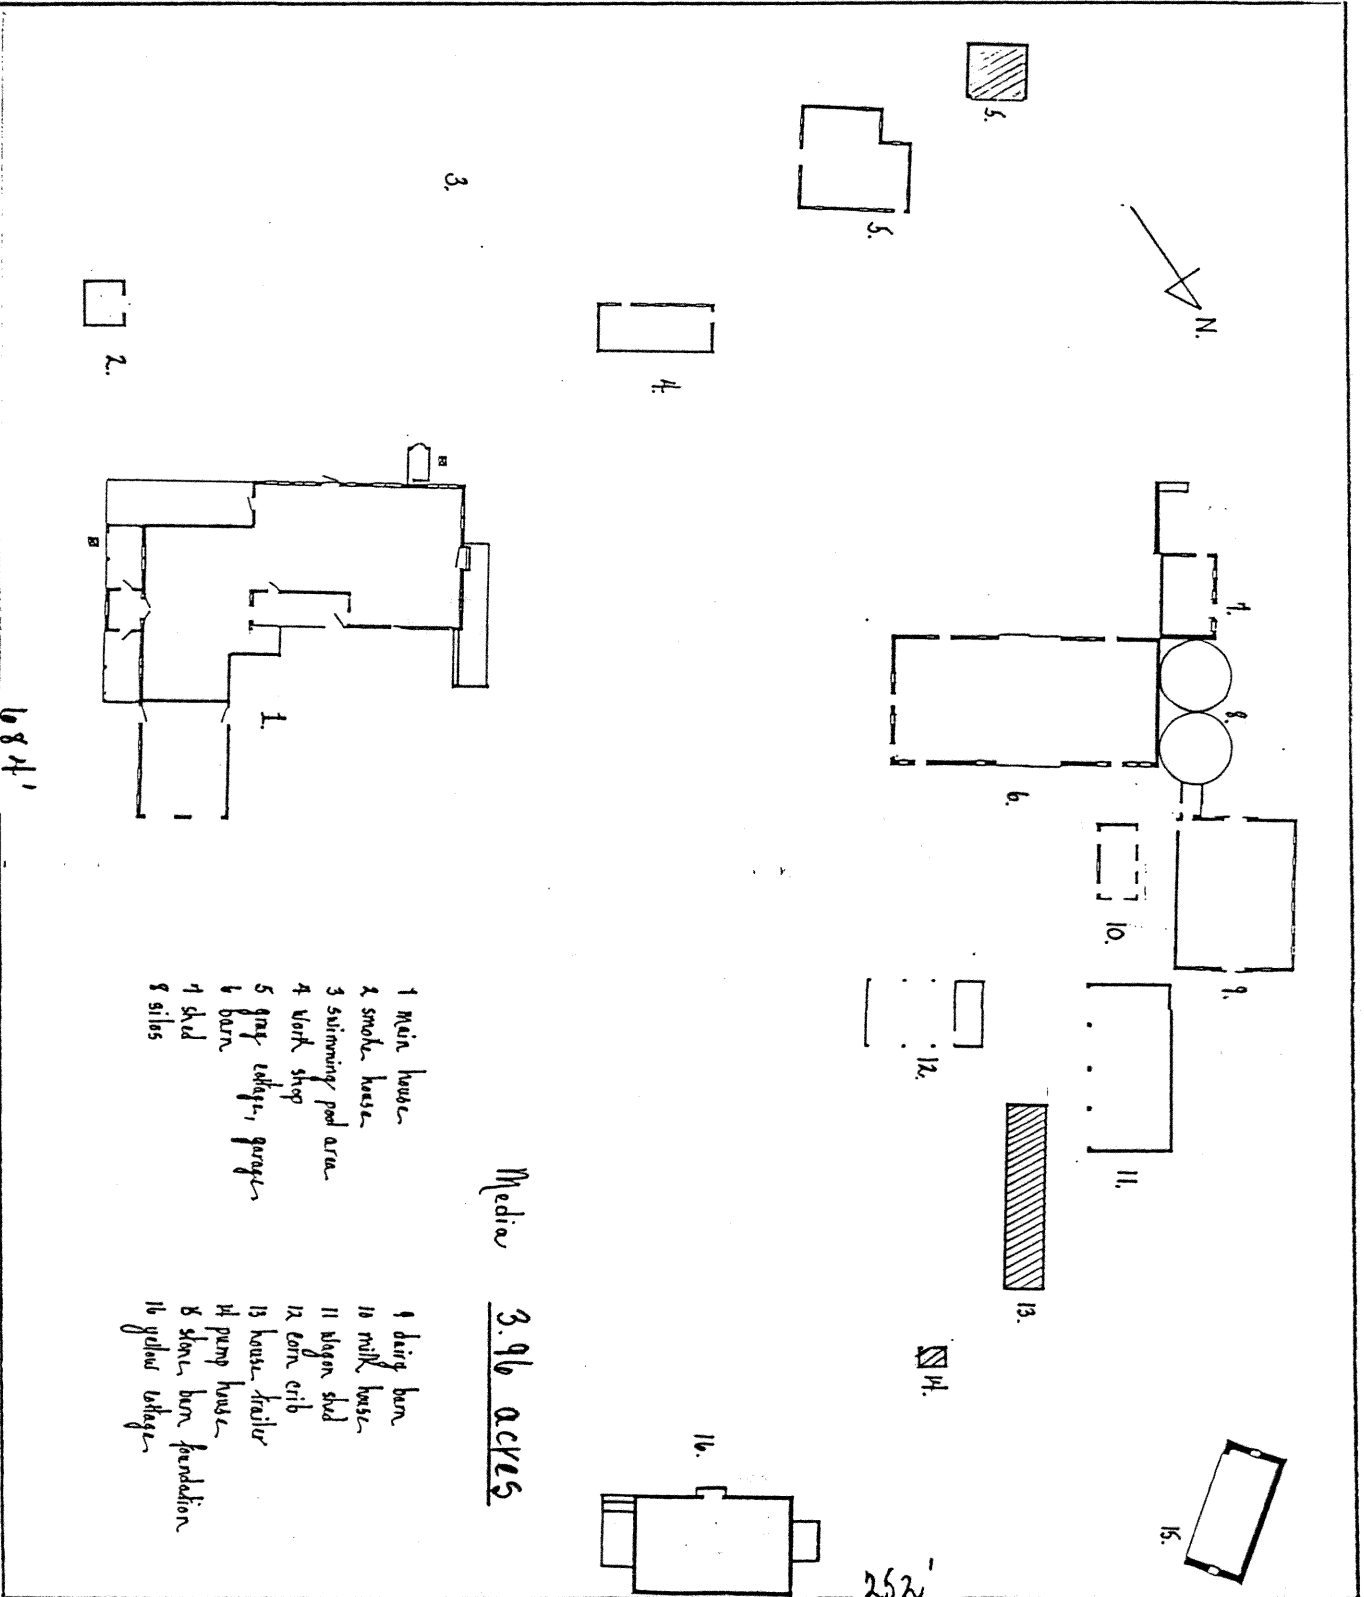 5.
5.
3.
N.
2.
4.
7.
8.
1.
6.
10.
9.
12.
11.
13.
14.
16.
15.
684'
252'
Media 3.96 acres
1 main house
2 smoke house
3 swimming pool area
4 work shop
5 gray cottage, garage
6 barn
7 shed
8 silos
9 dairy barn
10 milk house
11 wagon shed
12 corn crib
13 house trailer
14 pump house
15 stone barn foundation
16 yellow cottage